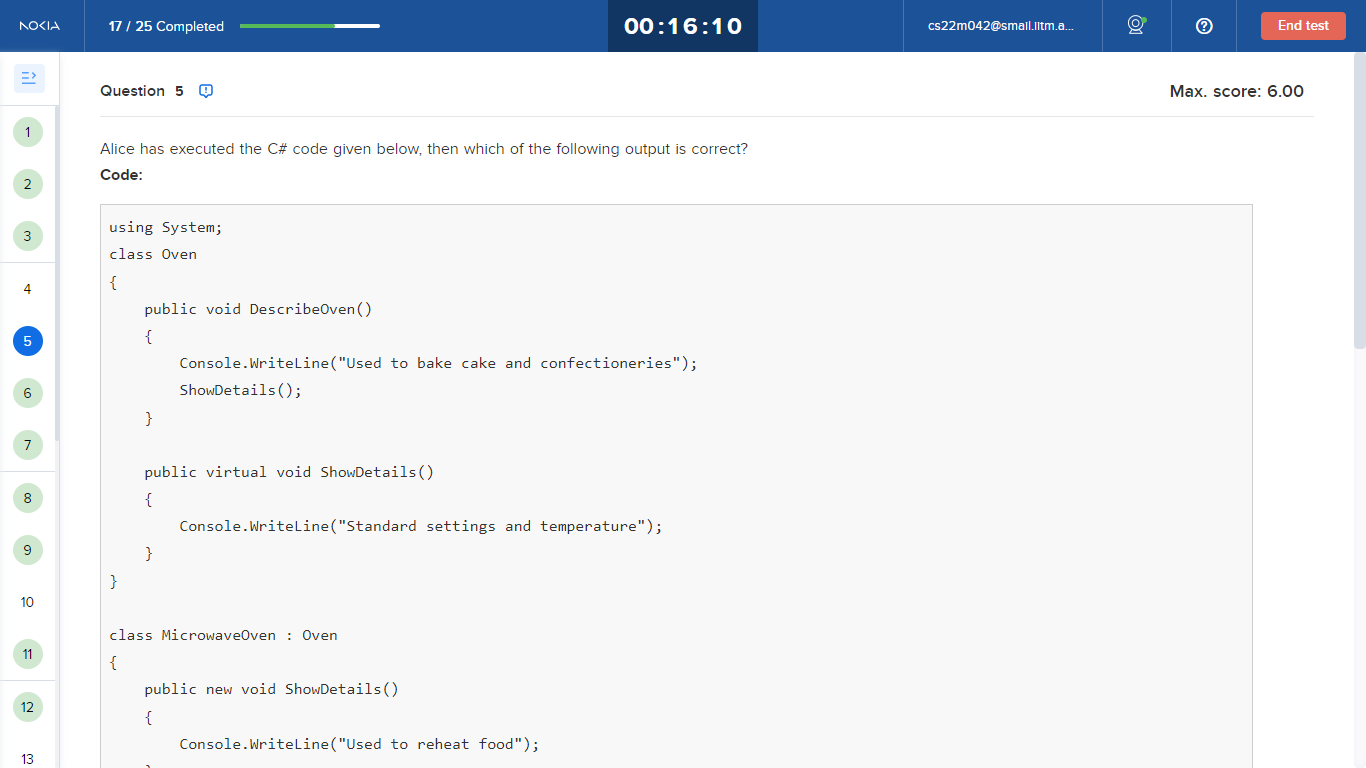 NOKIA
17 / 25 Completed
00:16:10
cs22m042@smail.iitm.a...
End test
Question 5
Max. score: 6.00
Alice has executed the C# code given below, then which of the following output is correct?
Code:
using System;
class Oven
{
    public void DescribeOven()
    {
        Console.WriteLine("Used to bake cake and confectioneries");
        ShowDetails();
    }
    public virtual void ShowDetails()
    {
        Console.WriteLine("Standard settings and temperature");
    }
}
class MicrowaveOven : Oven
{
    public new void ShowDetails()
    {
        Console.WriteLine("Used to reheat food");
1
2
3
4
5
6
7
8
9
10
11
12
13